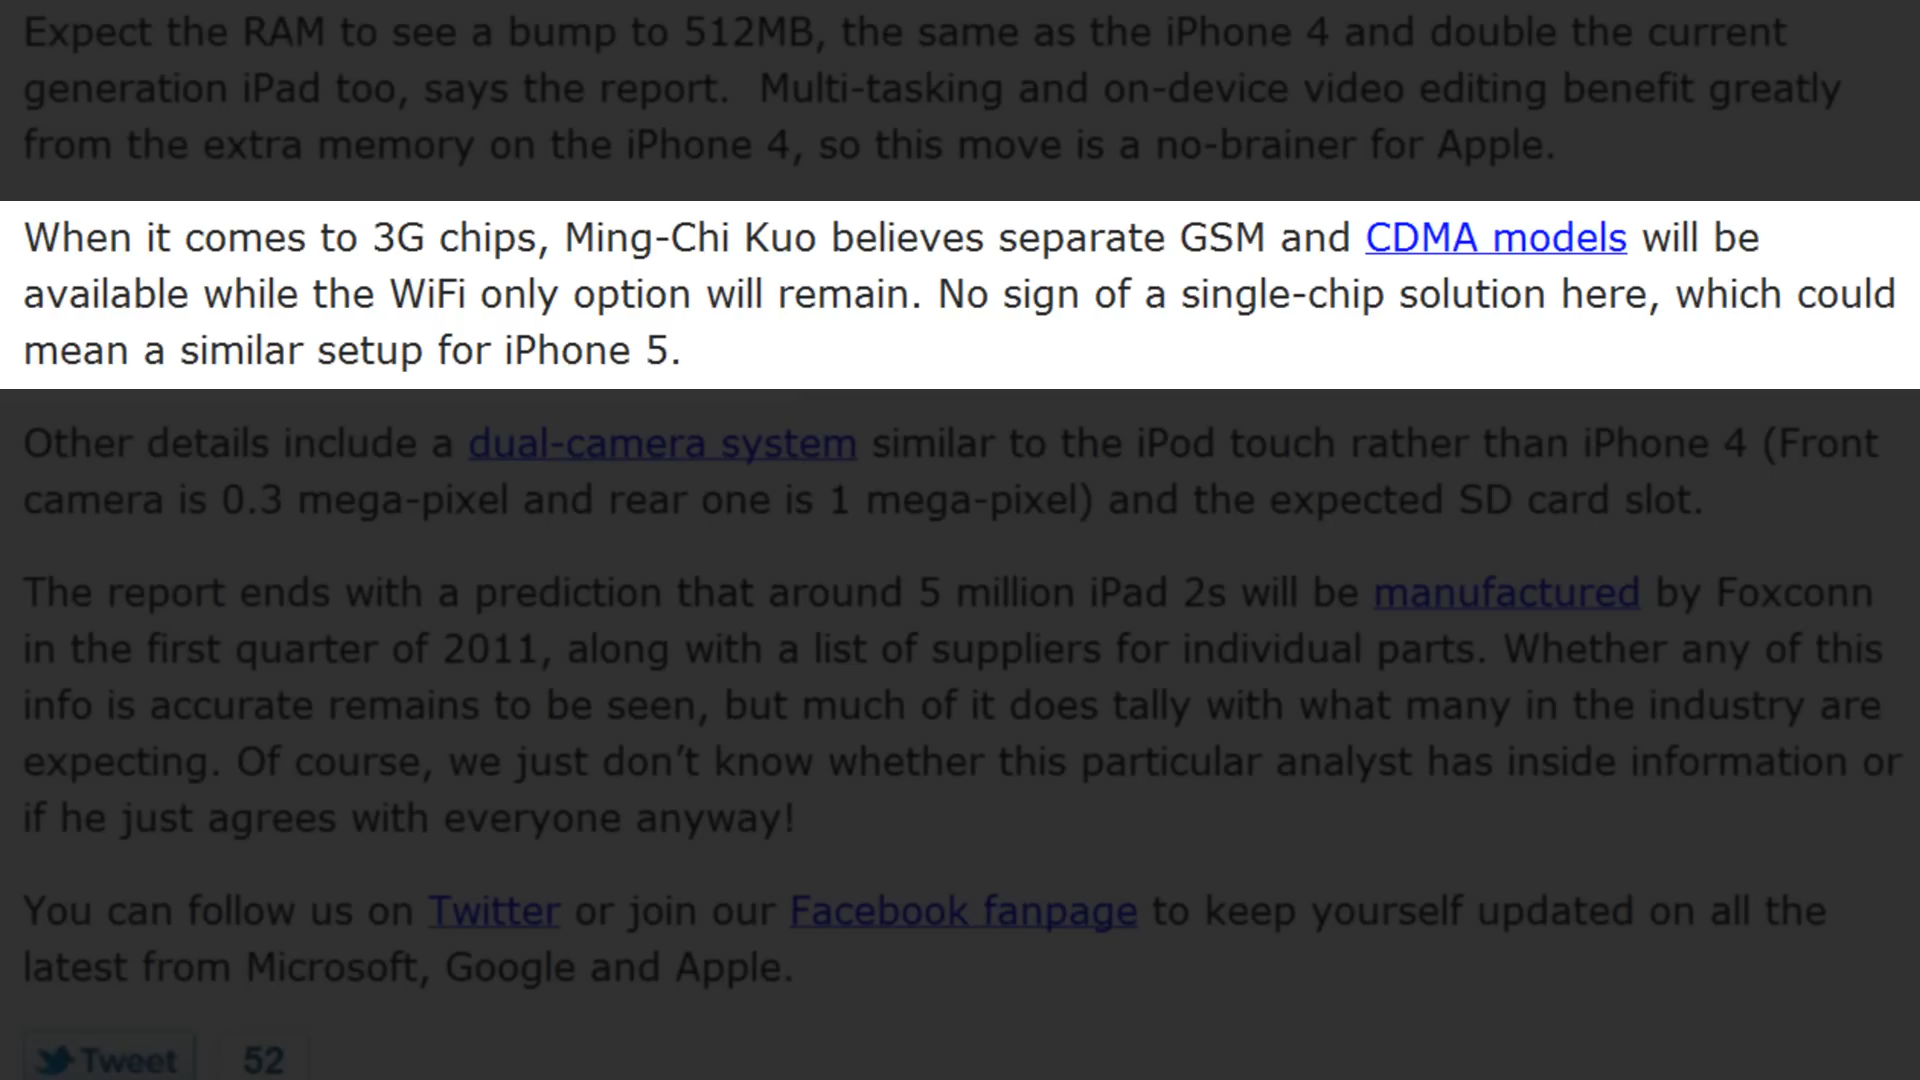 Expect the RAM to see a bump to 512MB, the same as the iPhone 4 and double the current
generation iPad too, says the report.  Multi-tasking and on-device video editing benefit greatly
from the extra memory on the iPhone 4, so this move is a no-brainer for Apple.
When it comes to 3G chips, Ming-Chi Kuo believes separate GSM and CDMA models will be
available while the WiFi only option will remain. No sign of a single-chip solution here, which could
mean a similar setup for iPhone 5.
Other details include a dual-camera system similar to the iPod touch rather than iPhone 4 (Front
camera is 0.3 mega-pixel and rear one is 1 mega-pixel) and the expected SD card slot.
The report ends with a prediction that around 5 million iPad 2s will be manufactured by Foxconn
in the first quarter of 2011, along with a list of suppliers for individual parts. Whether any of this
info is accurate remains to be seen, but much of it does tally with what many in the industry are
expecting. Of course, we just don’t know whether this particular analyst has inside information or
if he just agrees with everyone anyway!
You can follow us on Twitter or join our Facebook fanpage to keep yourself updated on all the
latest from Microsoft, Google and Apple.
Tweet 52